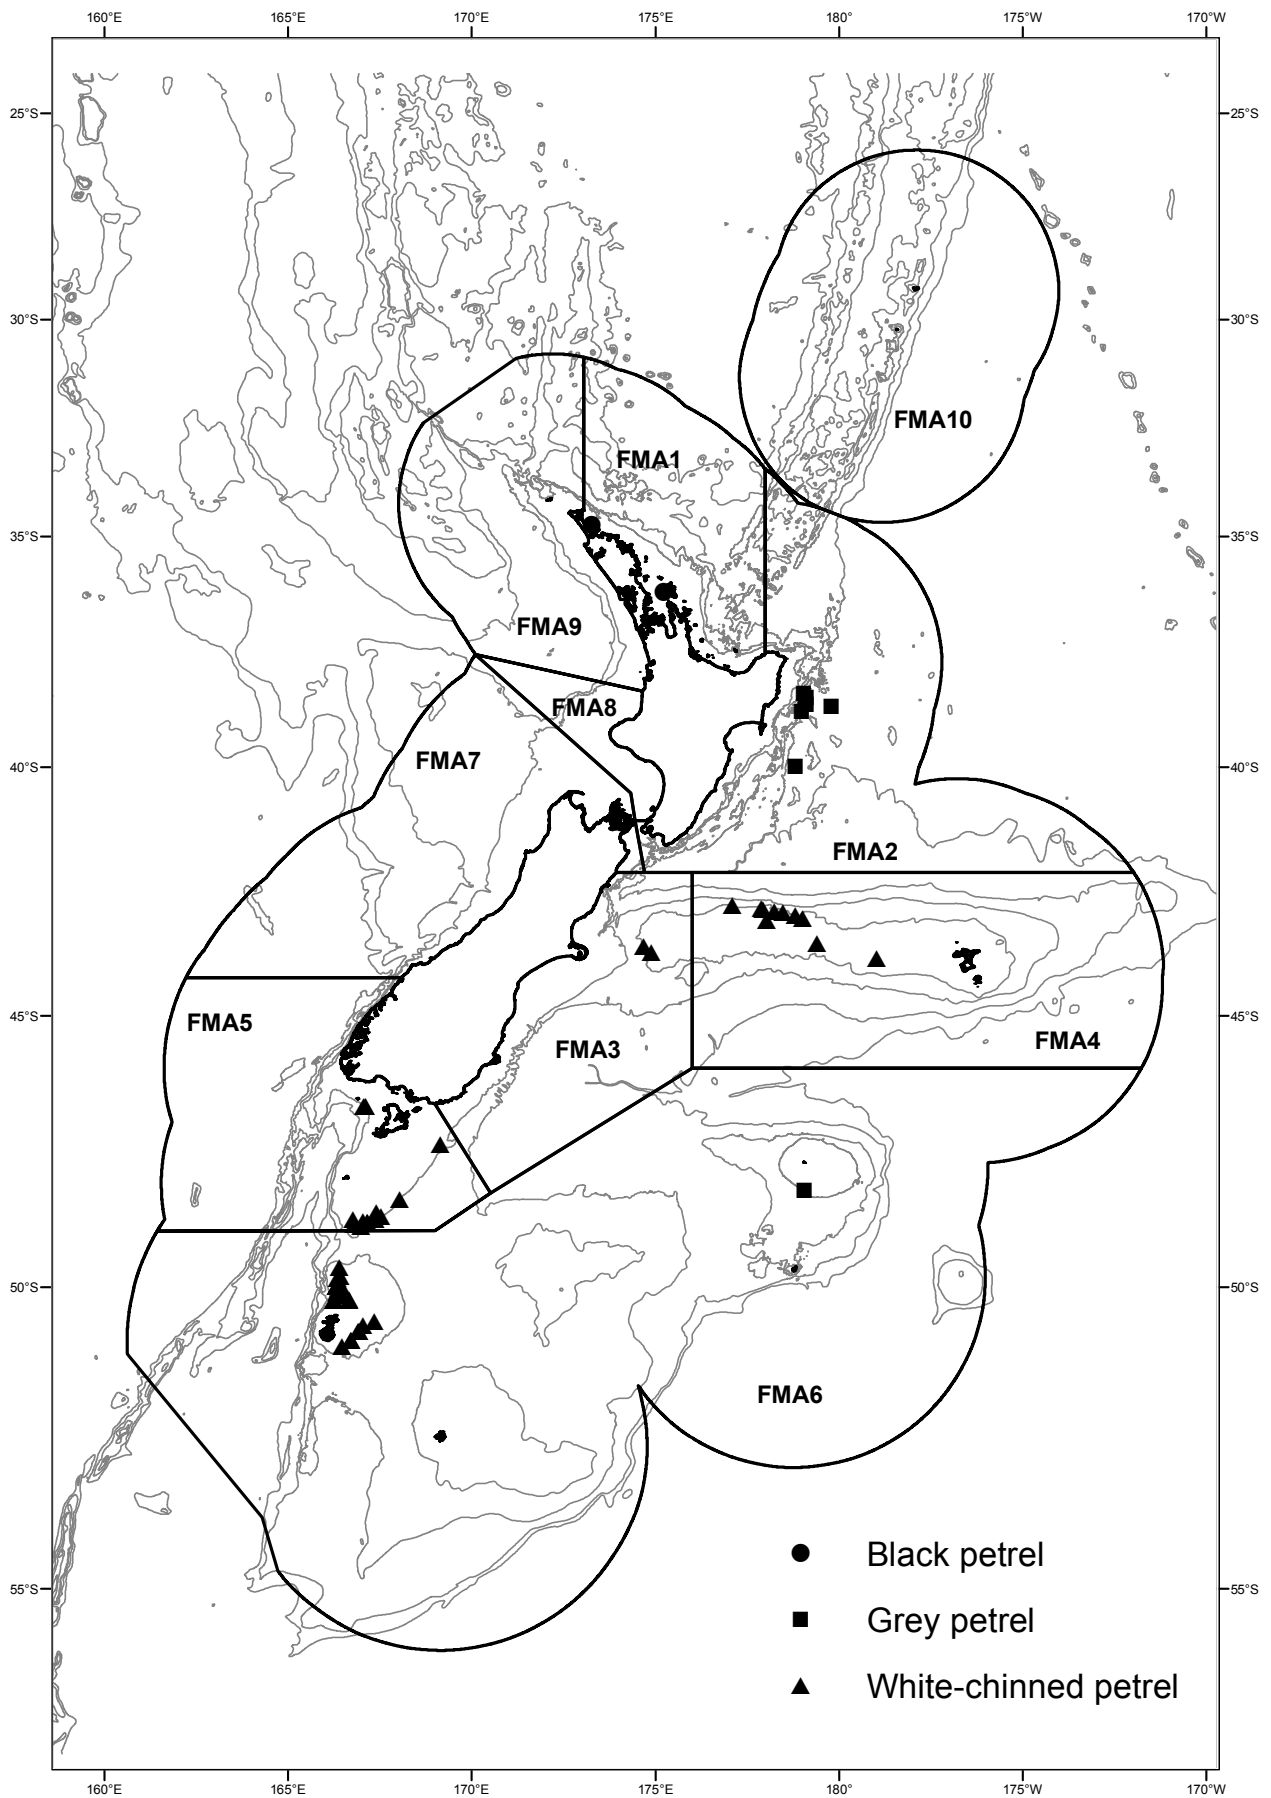 160°E 165°E 170°E 175°E 180° 175°W 170°W
25°S 25°S
30°S 30°S
FMA10
FMA1
35°S 35°S
FMA9
FMA8
FMA7
40°S 40°S
FMA2
45°S 45°S
FMA5
FMA4
FMA3
50°S 50°S
FMA6
Black petrel
55°S 55°S
Grey petrel
White-chinned petrel
160°E 165°E 170°E 175°E 180° 175°W 170°W